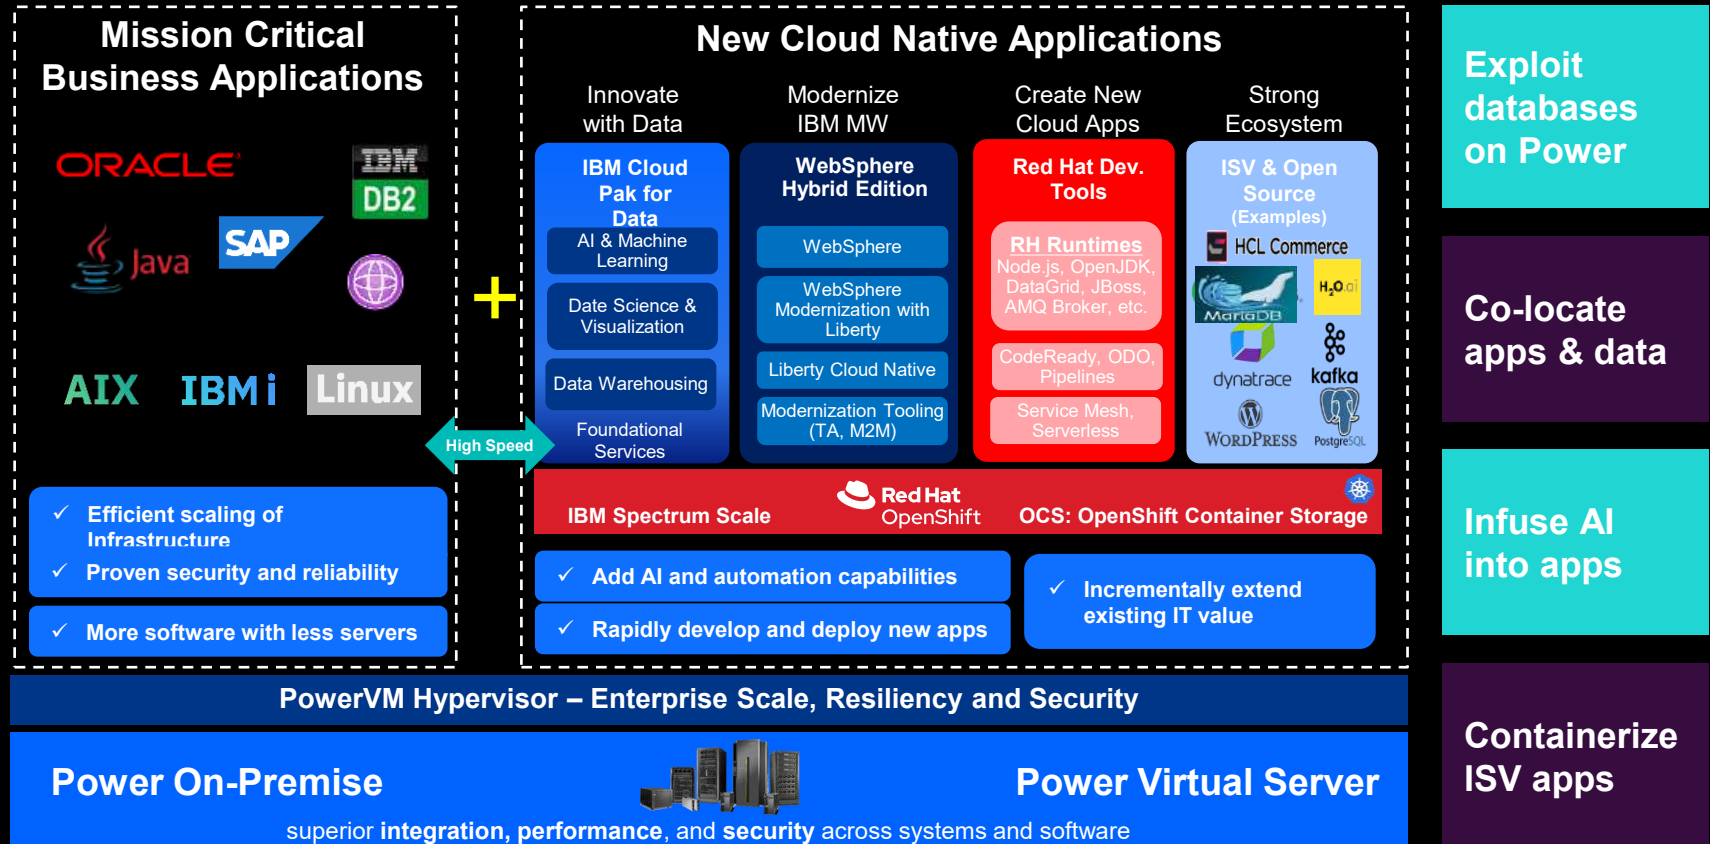 Mission Critical
Business Applications
ORACLE
IBM
DB2
Java
SAP
AIX
IBM i
Linux
High Speed
✓ Efficient scaling of
Infrastructure
✓ Proven security and reliability
✓ More software with less servers
+
New Cloud Native Applications
Innovate
with Data
IBM Cloud
Pak for
Data
AI & Machine
Learning
Date Science &
Visualization
Data Warehousing
Foundational
Services
Modernize
IBM MW
WebSphere
Hybrid Edition
WebSphere
WebSphere
Modernization with
Liberty
Liberty Cloud Native
Modernization Tooling
(TA, M2M)
Create New
Cloud Apps
Red Hat Dev.
Tools
RH Runtimes
Node.js, OpenJDK,
DataGrid, JBoss,
AMQ Broker, etc.
CodeReady, ODO,
Pipelines
Service Mesh,
Serverless
Strong
Ecosystem
ISV & Open
Source
(Examples)
HCL Commerce
MariaDB
H2O.ai
dynatrace
kafka
WORDPRESS
PostgreSQL
IBM Spectrum Scale
Red Hat
OpenShift
OCS: OpenShift Container Storage
✓ Add AI and automation capabilities
✓ Rapidly develop and deploy new apps
✓ Incrementally extend
existing IT value
PowerVM Hypervisor – Enterprise Scale, Resiliency and Security
Power On-Premise
Power Virtual Server
superior integration, performance, and security across systems and software
Exploit
databases
on Power
Co-locate
apps & data
Infuse AI
into apps
Containerize
ISV apps